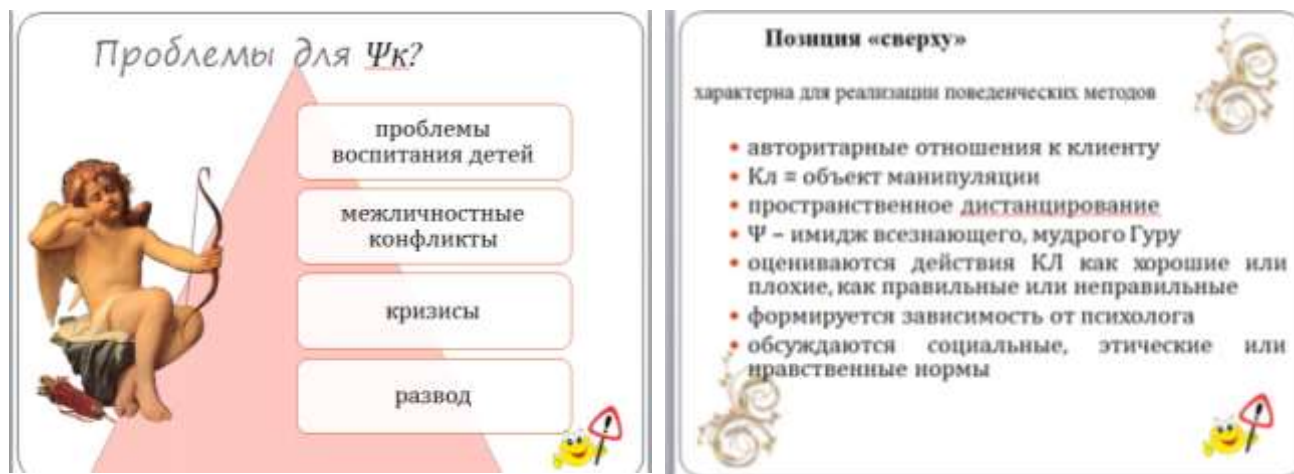 Проблемы для Ψк?
проблемы
воспитания детей
межличностные
конфликты
кризисы
развод
Позиция «сверху»
характерна для реализации поведенческих методов
• авторитарные отношения к клиенту
• Кл = объект манипуляции
• пространственное дистанцирование
• Ψ – имидж всезнающего, мудрого Гуру
• оцениваются действия КЛ как хорошие или
плохие, как правильные или неправильные
• формируется зависимость от психолога
• обсуждаются социальные, этические или
нравственные нормы